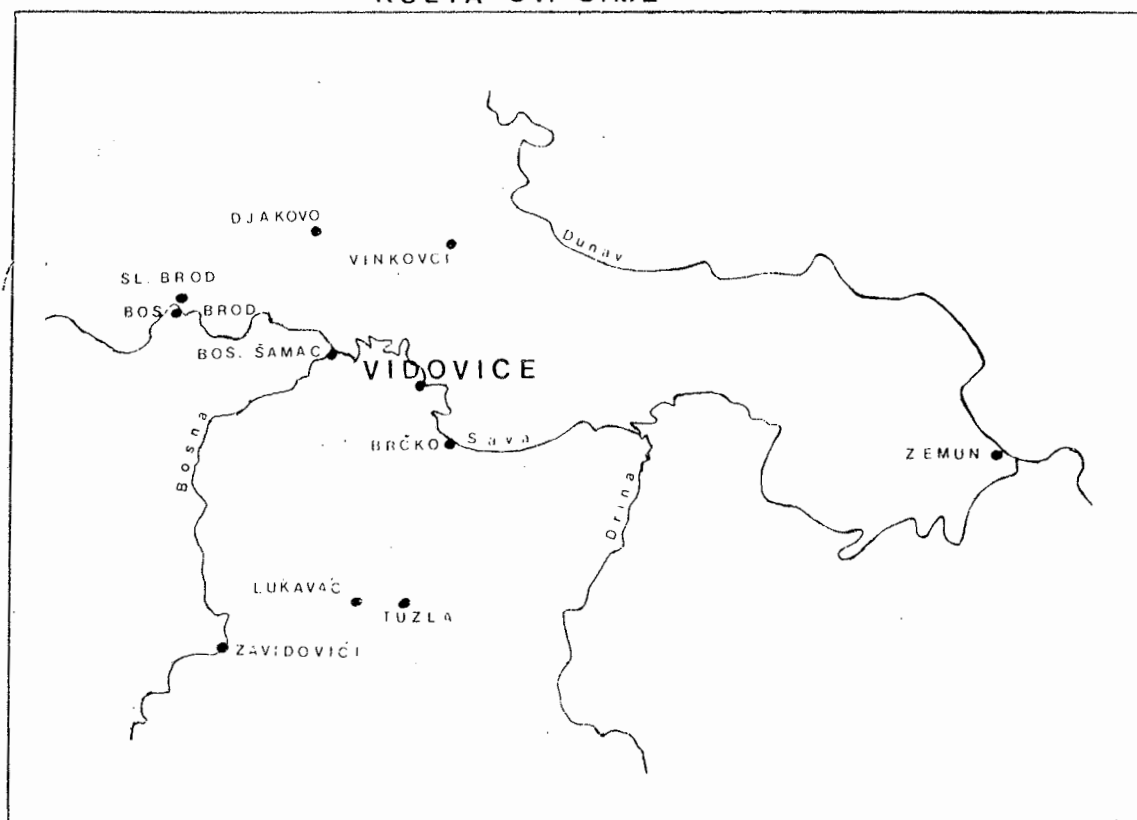 DJAKOVO
VINKOVCI
Dunav
SL. BROD
BOS. BROD
BOS. ŠAMAC
VIDOVICE
Bosna
BRČKO
Sava
Drina
ZEMUN
LUKAVAC
TUZLA
ZAVIDOVIĆI